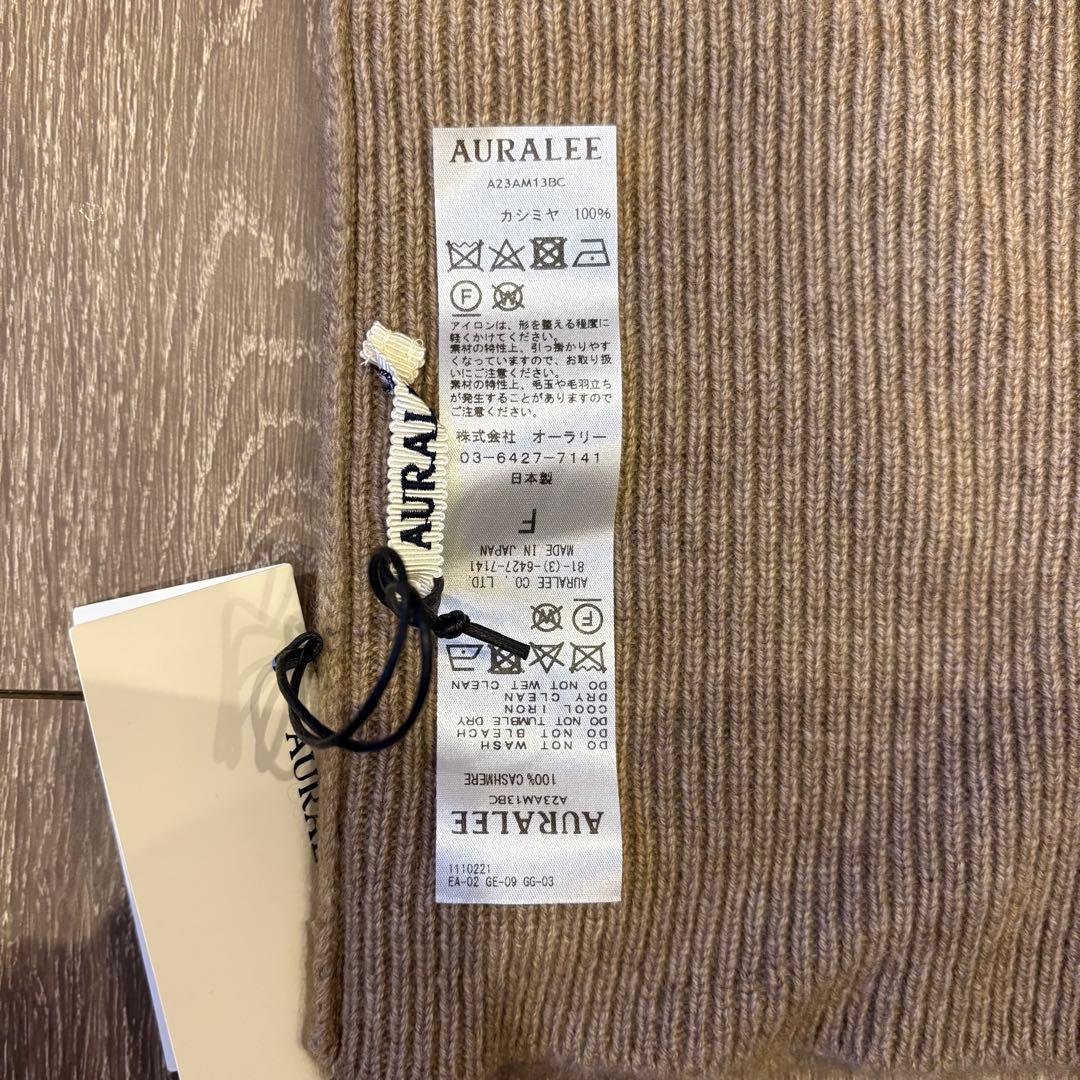 AURALEE
A23AM13BC
カシミヤ 100%
F W
アイロンは、形を整える程度に
軽くかけてください。
素材の特性上、引っ掛かりやす
くなっていますので、お取り扱
いにご注意ください。
素材の特性上、毛玉や毛羽立ち
が発生することがありますので
ご注意ください。
株式会社 オーラリー
03-6427-7141
日本製
F
MADE IN JAPAN
81-(3)-6427-7141
AURALEE CO., LTD.
F W
DO NOT WET CLEAN
DRY CLEAN
COOL IRON
DO NOT TUMBLE DRY
DO NOT BLEACH
DO NOT WASH
100% CASHMERE
A23AM13BC
AURALEE
1110221
EA-02 GE-09 GG-03
AURAL
AURAL